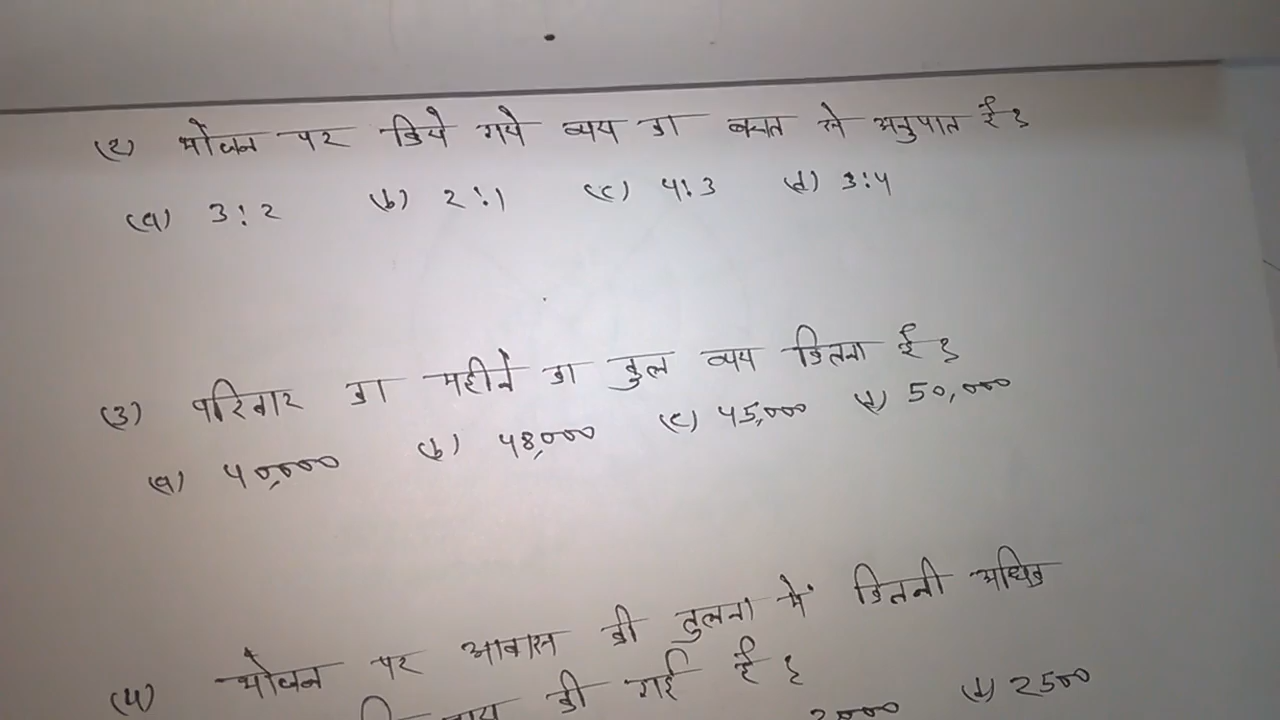 (2) भोजन पर किये गये व्यय का बचत से अनुपात है?
(a) 3:2 (b) 2:1 (c) 4:3 (d) 3:4
(3) परिवार का महीने का कुल व्यय कितना है?
(a) 40,000 (b) 48,000 (c) 45,000 (d) 50,000
(4) भोजन पर आवास की तुलना में कितनी अधिक
की गई है?
(d) 2500